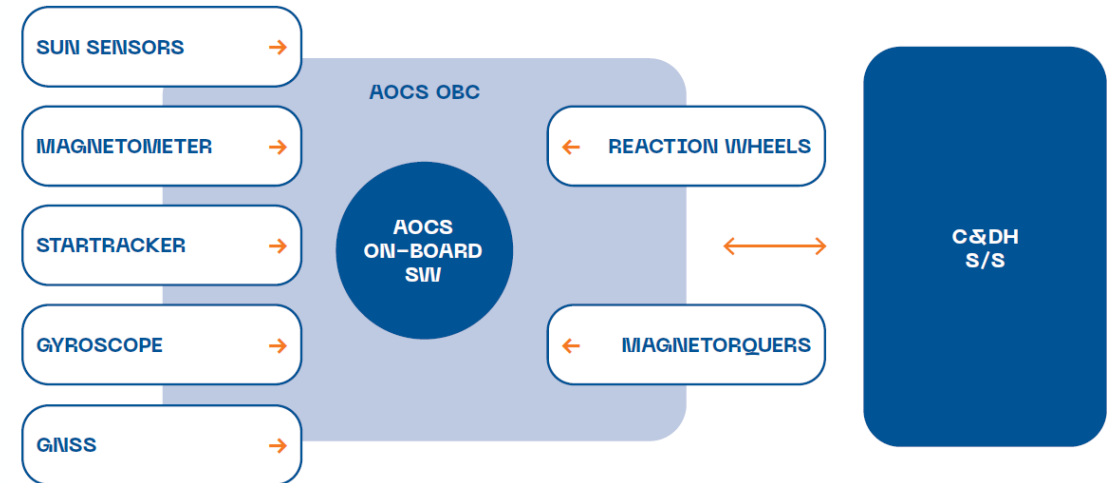 SUN SENSORS
AOCS OBC
MAGNETOMETER
REACTION WHEELS
STARTRACKER
AOCS
ON-BOARD
SW
C&DH
S/S
GYROSCOPE
MAGNETORQUERS
GNSS